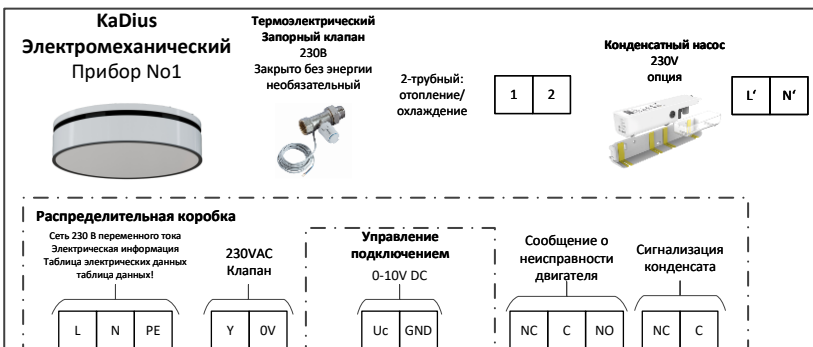 KaDius
Электромеханический
Прибор No1
Термоэлектрический
Запорный клапан
230В
Закрыто без энергии
необязательный
2-трубный:
отопление/
охлаждение
1 2
Конденсатный насос
230V
опция
L‘ N‘
Распределительная коробка
Сеть 230 В переменного тока
Электрическая информация
Таблица электрических данных
таблица данных!
L N PE
230VAC
Клапан
Y 0V
Управление
подключением
0-10V DC
Uc GND
Сообщение о
неисправности
двигателя
NC C NO
Сигнализация
конденсата
NC C